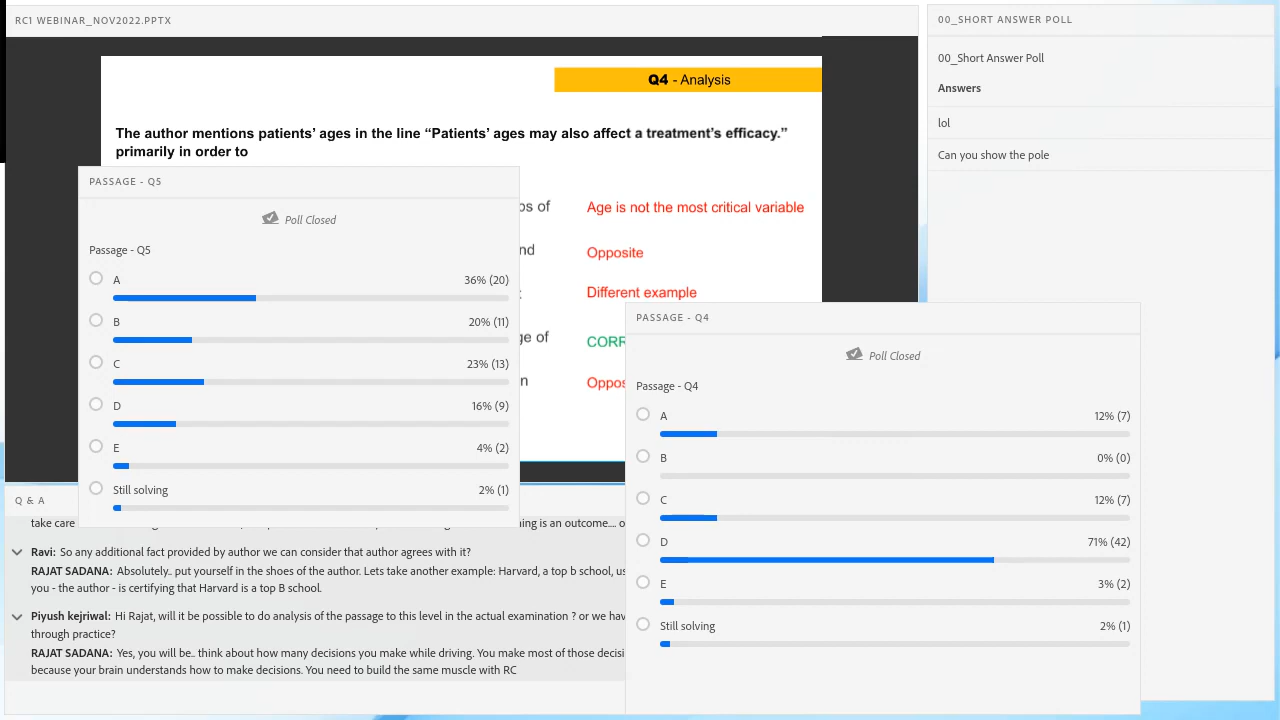 RC1 WEBINAR_NOV2022.PPTX
Q4 - Analysis
The author mentions patients’ ages in the line “Patients’ ages may also affect a treatment’s efficacy.”
primarily in order to
of
Age is not the most critical variable
Opposite
Different example
of
PASSAGE - Q5
Poll Closed
Passage - Q5
A 36% (20)
B 20% (11)
C 23% (13)
D 16% (9)
E 4% (2)
Still solving 2% (1)
PASSAGE - Q4
Poll Closed
Passage - Q4
A 12% (7)
B 0% (0)
C 12% (7)
D 71% (42)
E 3% (2)
Still solving 2% (1)
Q & A
take care
is an outcome....
Ravi: So any additional fact provided by author we can consider that author agrees with it?
RAJAT SADANA: Absolutely.. put yourself in the shoes of the author. Lets take another example: Harvard, a top b school,
you - the author - is certifying that Harvard is a top B school.
Piyush kejriwal: Hi Rajat, will it be possible to do analysis of the passage to this level in the actual examination ? or we
through practice?
RAJAT SADANA: Yes, you will be.. think about how many decisions you make while driving. You make most of those
because your brain understands how to make decisions. You need to build the same muscle with RC
00_SHORT ANSWER POLL
00_Short Answer Poll
Answers
lol
Can you show the pole